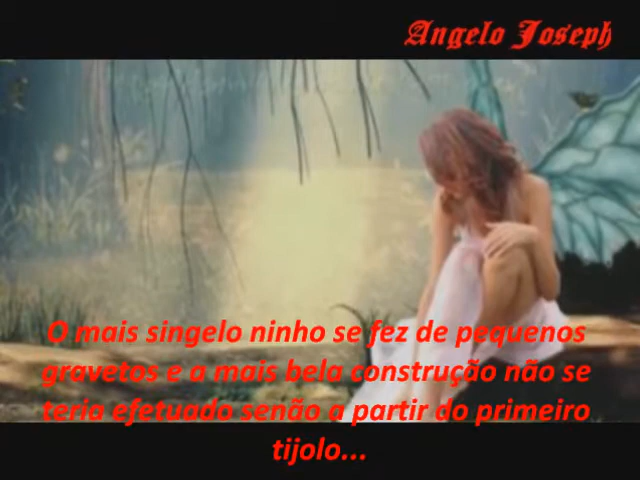 Angelo Joseph
O mais singelo ninho se fez de pequenos
gravetos e a mais bela construção não se
teria efetuado senão a partir do primeiro
tijolo...